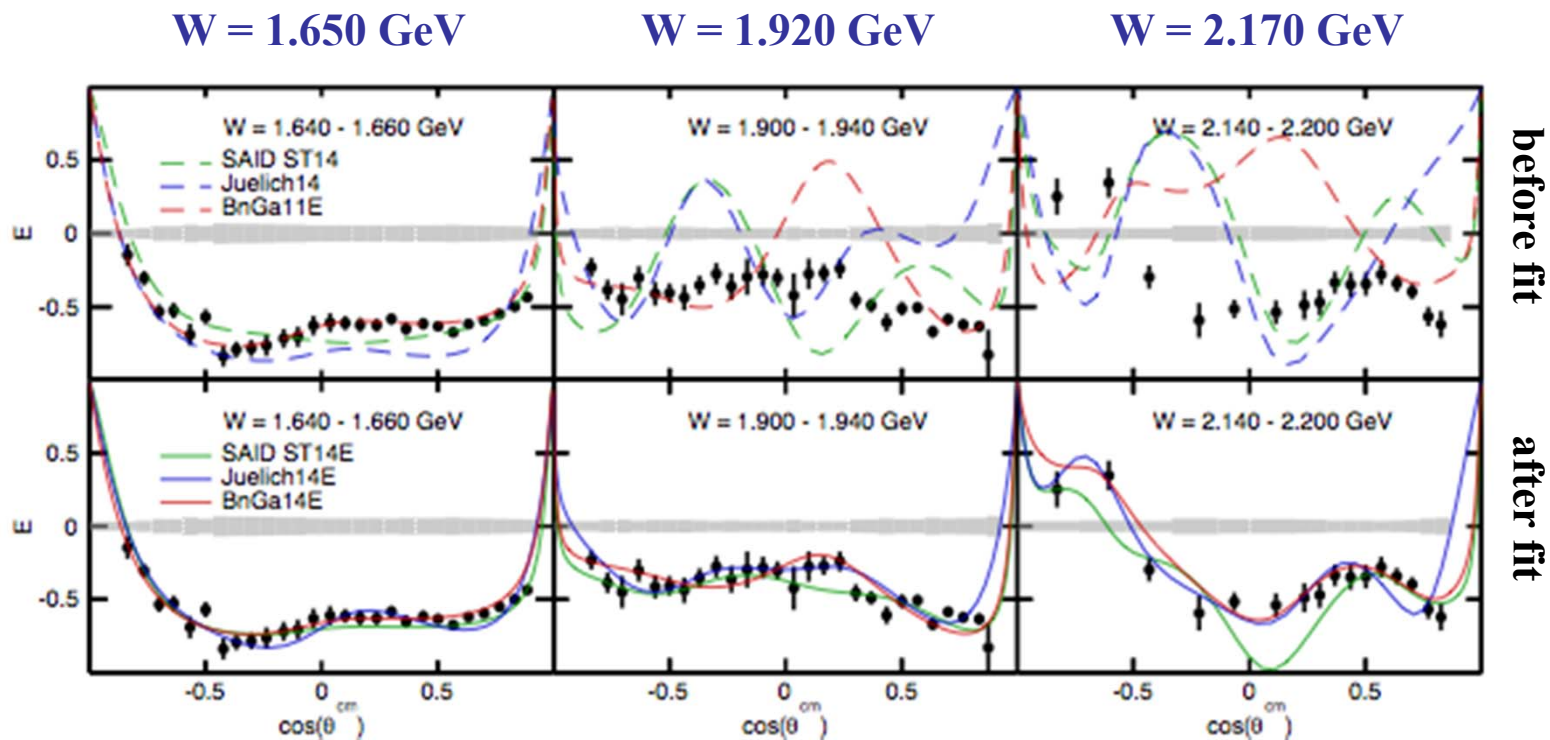 W = 1.650 GeV
W = 1.920 GeV
W = 2.170 GeV
W = 1.640 - 1.660 GeV
W = 1.900 - 1.940 GeV
W = 2.140 - 2.200 GeV
SAID ST14
Juelich14
BnGa11E
0.5
0
-0.5
E
before fit
W = 1.640 - 1.660 GeV
W = 1.900 - 1.940 GeV
W = 2.140 - 2.200 GeV
SAID ST14E
Juelich14E
BnGa14E
0.5
0
-0.5
E
after fit
-0.5 0 0.5 -0.5 0 0.5 -0.5 0 0.5
cos(θ^cm) cos(θ^cm) cos(θ^cm)